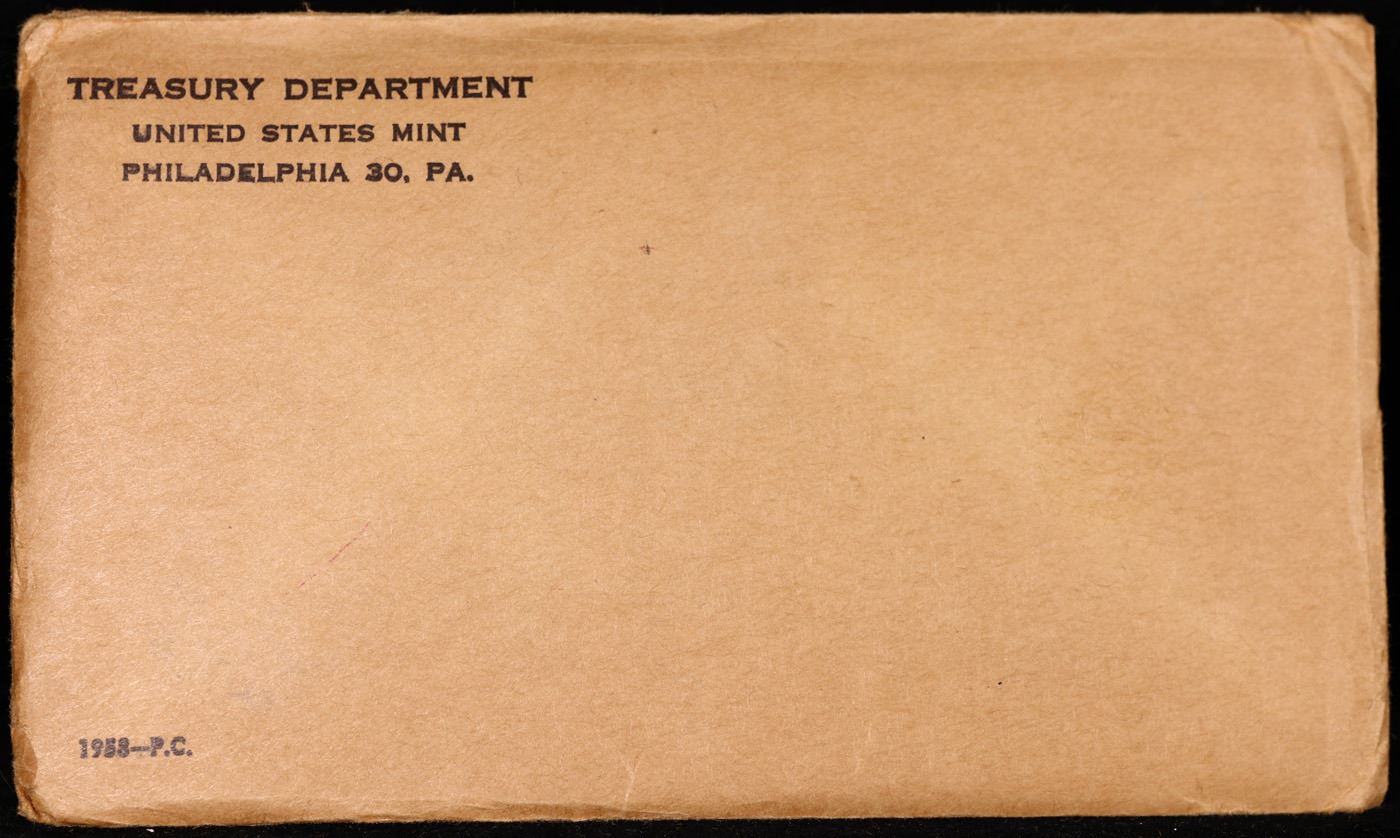 TREASURY DEPARTMENT
UNITED STATES MINT
PHILADELPHIA 30, PA.
1958—P.C.